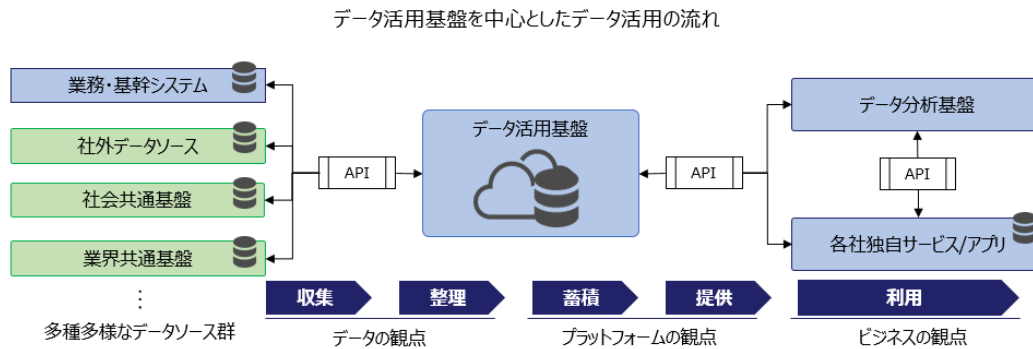 データ活用基盤を中心としたデータ活用の流れ
業務・基幹システム
社外データソース
社会共通基盤
業界共通基盤
⋮
多種多様なデータソース群
API
データ活用基盤
API
データ分析基盤
API
各社独自サービス/アプリ
収集
整理
蓄積
提供
利用
データの観点
プラットフォームの観点
ビジネスの観点